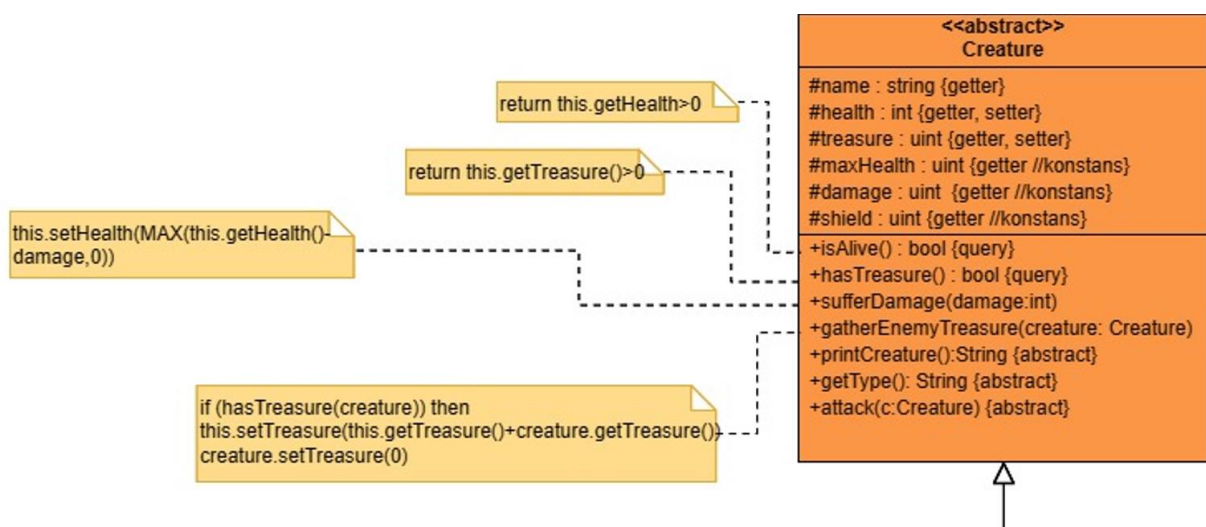 <<abstract>>
Creature
#name : string {getter}
#health : int {getter, setter}
#treasure : uint {getter, setter}
#maxHealth : uint {getter //konstans}
#damage : uint {getter //konstans}
#shield : uint {getter //konstans}
+isAlive() : bool {query}
+hasTreasure() : bool {query}
+sufferDamage(damage:int)
+gatherEnemyTreasure(creature: Creature)
+printCreature():String {abstract}
+getType(): String {abstract}
+attack(c:Creature) {abstract}
return this.getHealth>0
return this.getTreasure()>0
this.setHealth(MAX(this.getHealth()-
damage,0))
if (hasTreasure(creature)) then
this.setTreasure(this.getTreasure()+creature.getTreasure())
creature.setTreasure(0)